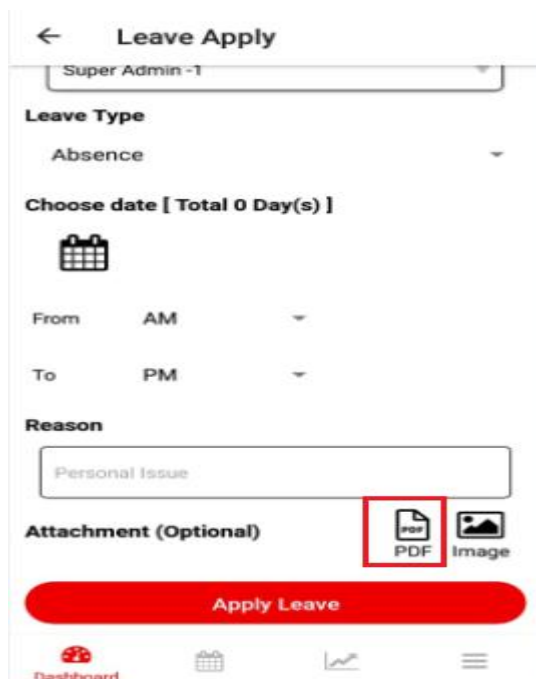 Leave Apply
Super Admin -1
Leave Type
Absence
Choose date [ Total 0 Day(s) ]
From AM
To PM
Reason
Personal Issue
Attachment (Optional)
PDF
PDF Image
Apply Leave
Dashboard